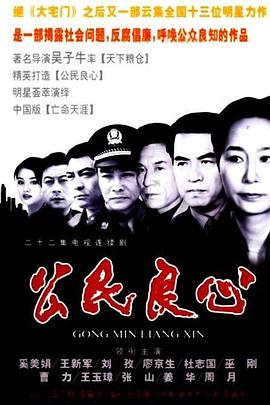 继《大宅门》之后又一部云集全国十三位明星力作
是一部揭露社会问题,反腐倡廉,呼唤公众良知的作品
著名导演吴子牛率【天下粮仓】
精英打造【公民良心】
明星荟萃演绎
中国版【亡命天涯】
二十二集电视连续剧
公民良心
GONG MIN LIANG XIN
领衔主演
奚美娟/王新军/刘孜/廖京生/杜志国/巫刚
曹力/王玉璋/张山/姜华/周月